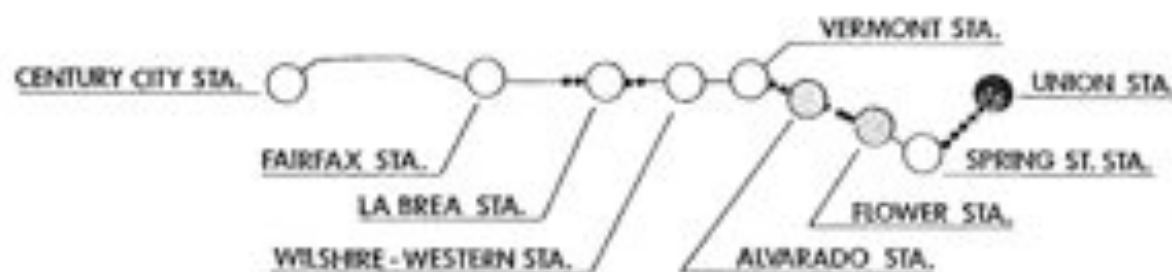 VERMONT STA.
CENTURY CITY STA.
UNION STA.
FAIRFAX STA.
SPRING ST. STA.
LA BREA STA.
FLOWER STA.
WILSHIRE - WESTERN STA.
ALVARADO STA.